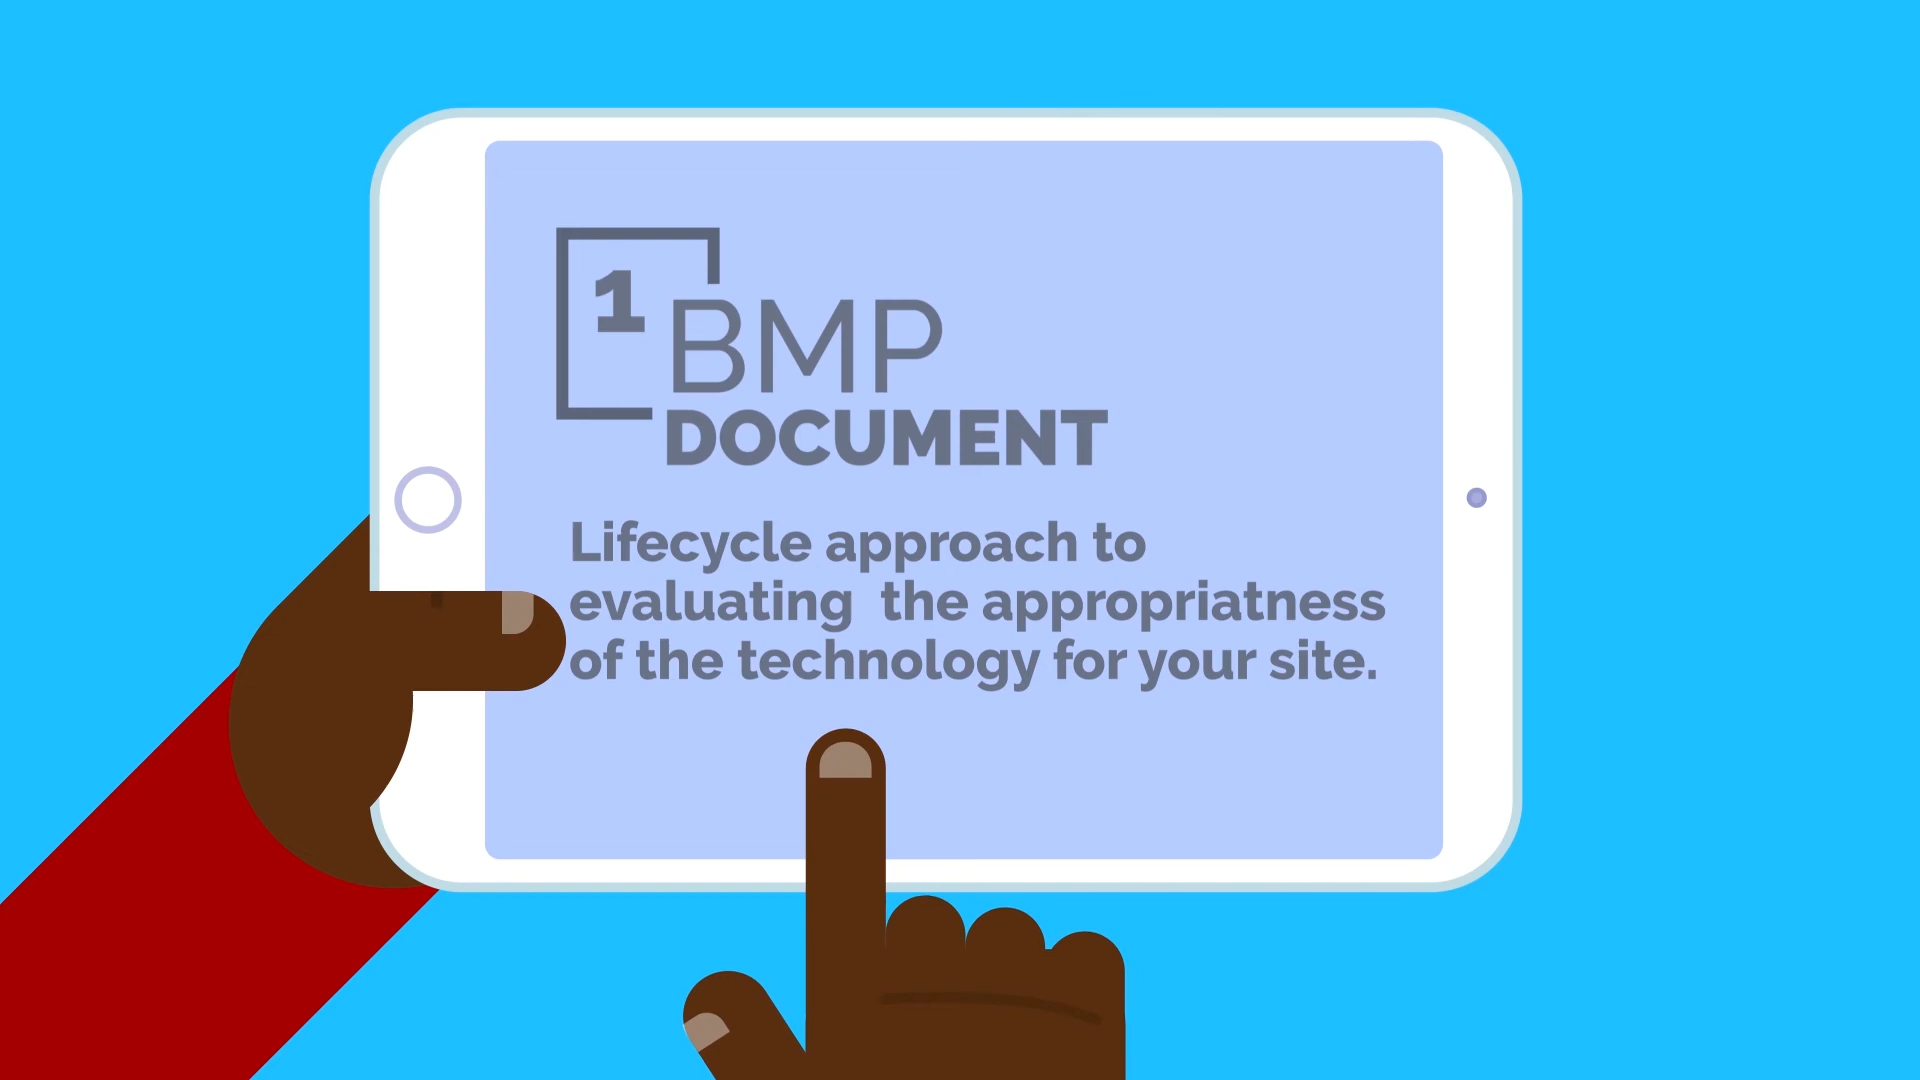 1
BMP
DOCUMENT
Lifecycle approach to
evaluating  the appropriatness
of the technology for your site.